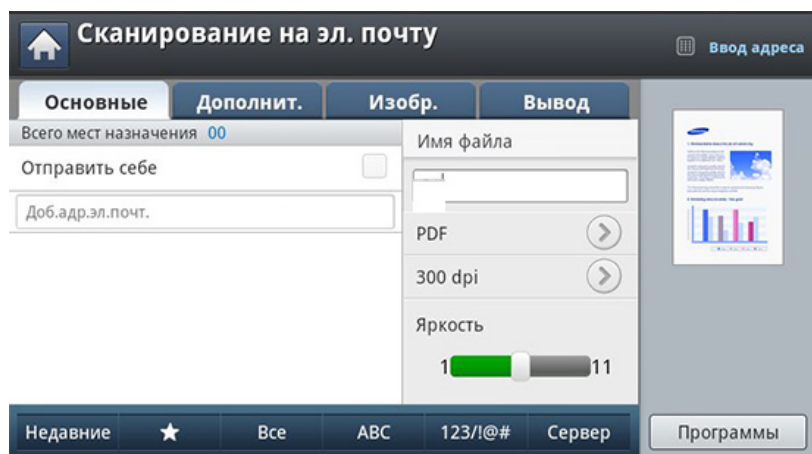 Сканирование на эл. почту
Ввод адреса
Основные
Дополнит.
Изобр.
Вывод
Всего мест назначения 00
Отправить себе
Доб.адр.эл.почт.
Имя файла
PDF
300 dpi
Яркость
1 11
Недавние
Все
ABC
123/!@#
Сервер
Программы